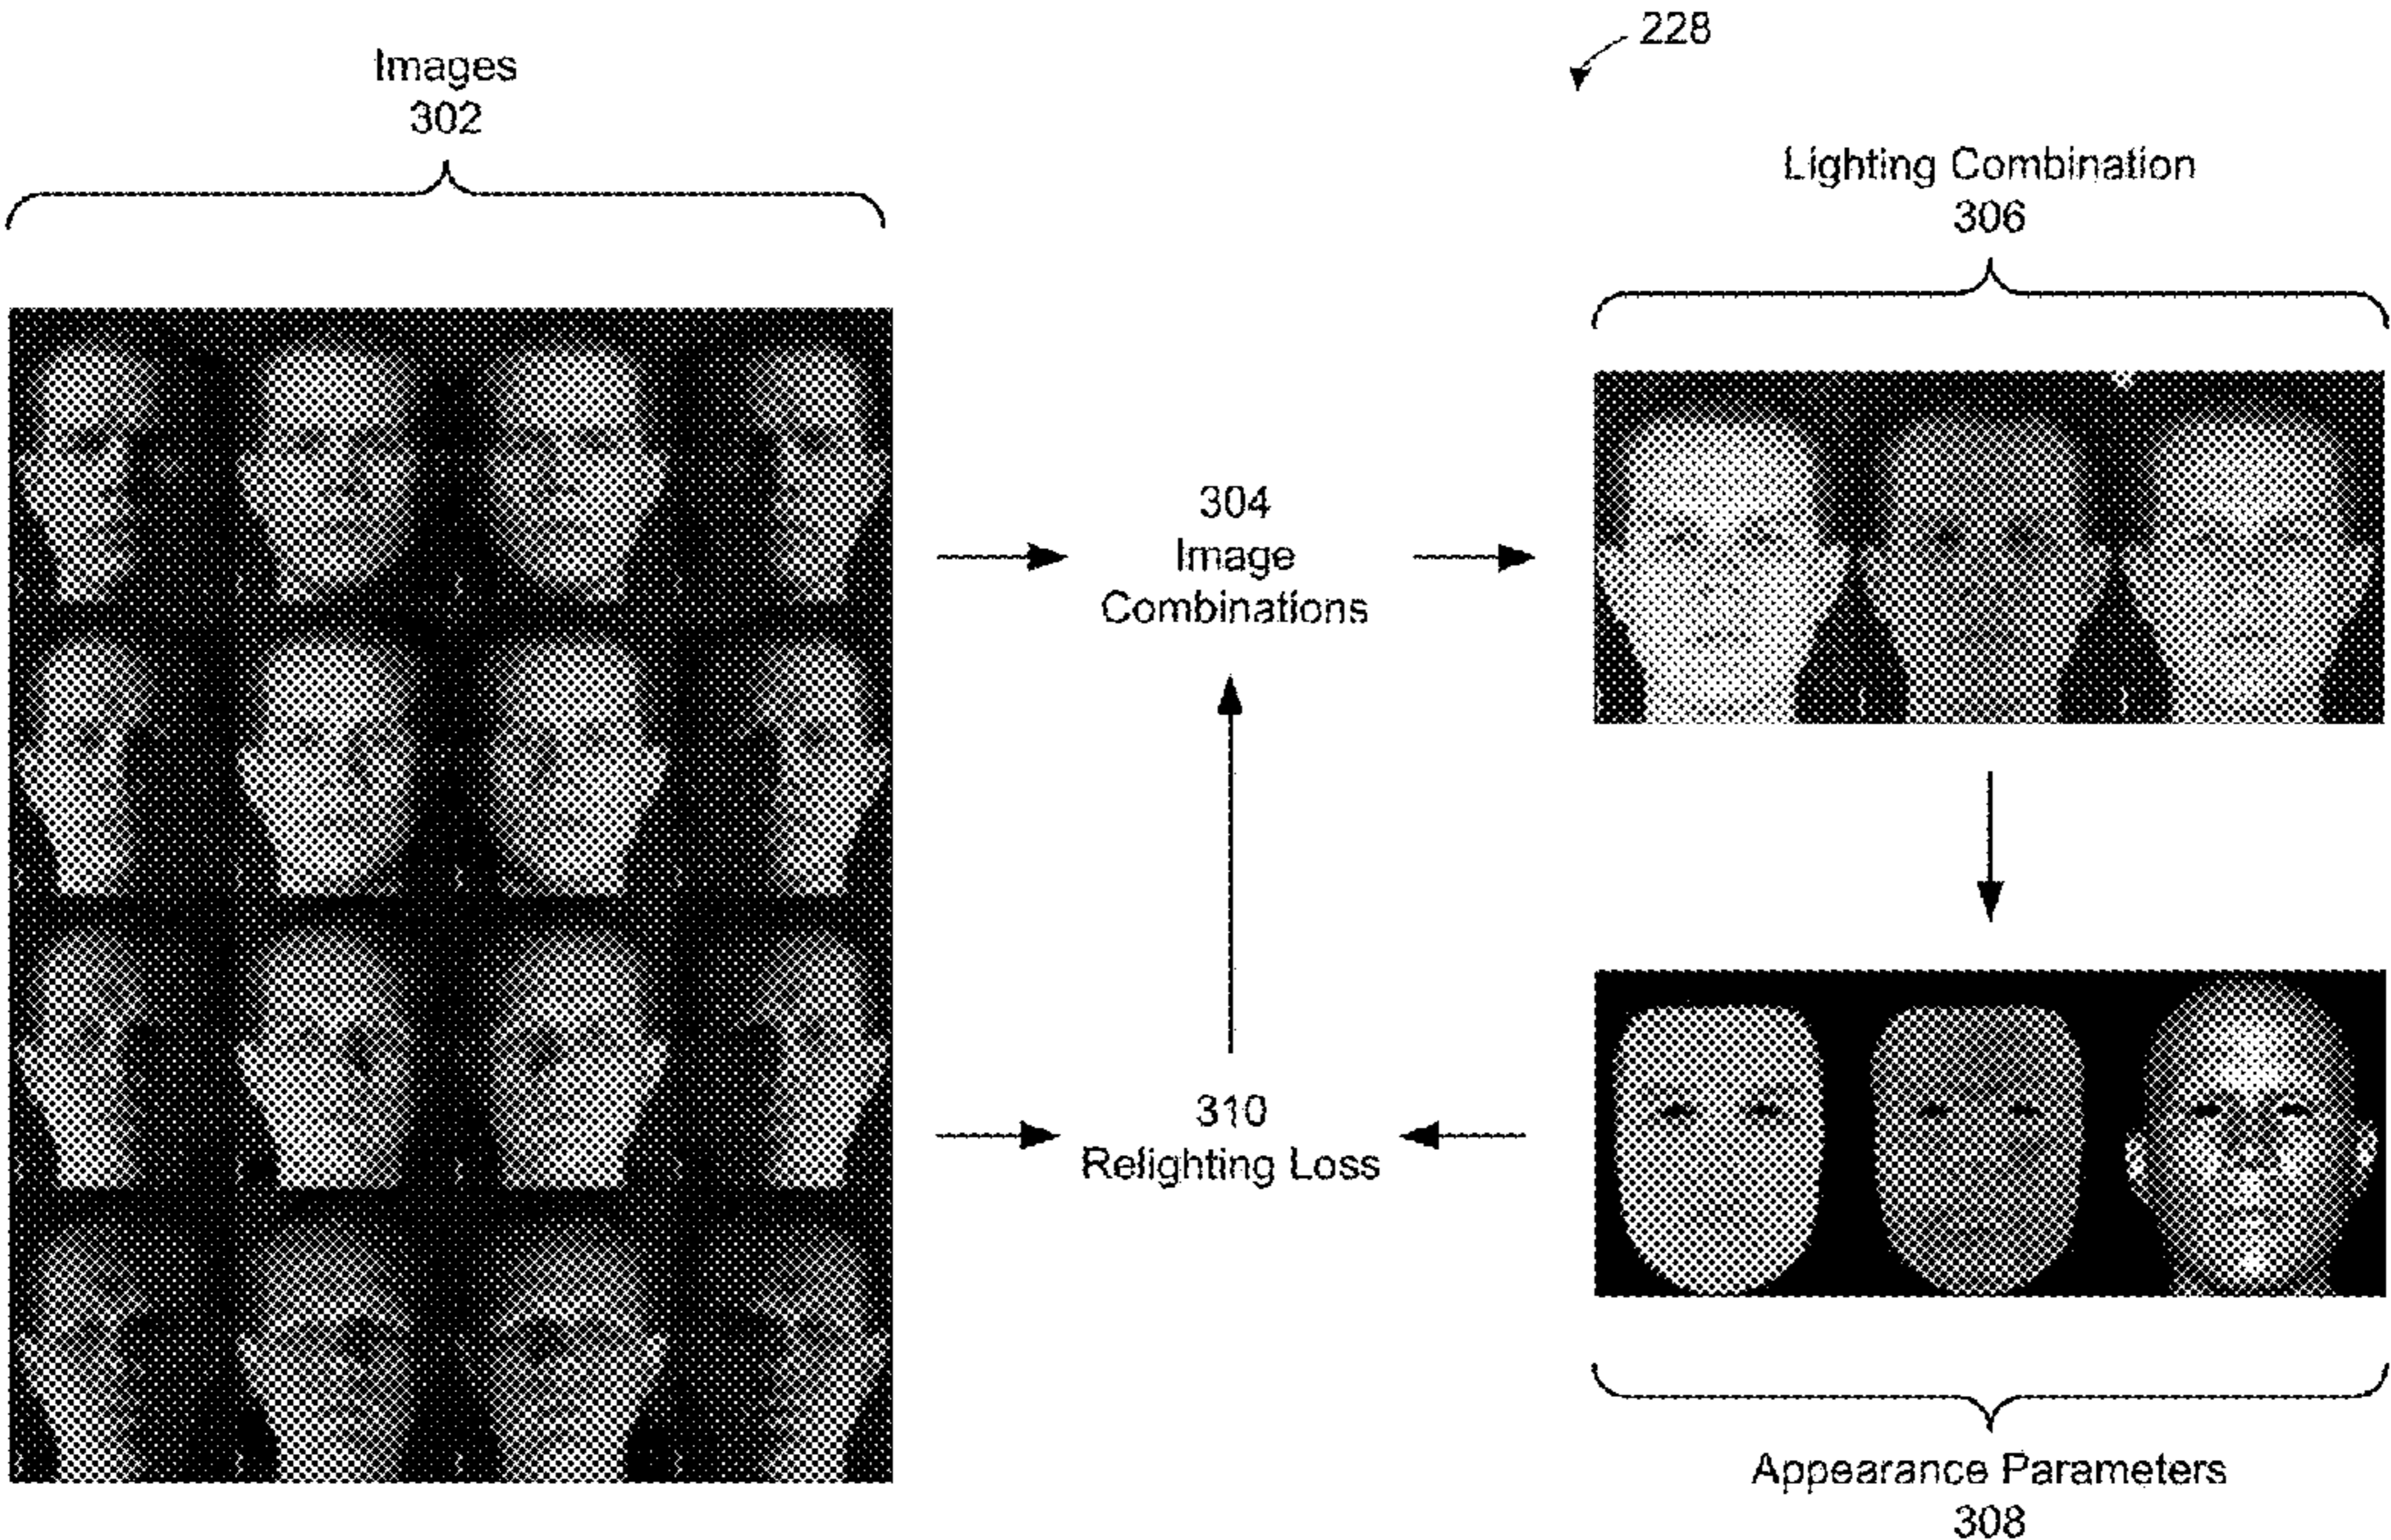 228
Images
302
Lighting Combination
306
304
Image
Combinations
310
Relighting Loss
Appearance Parameters
308